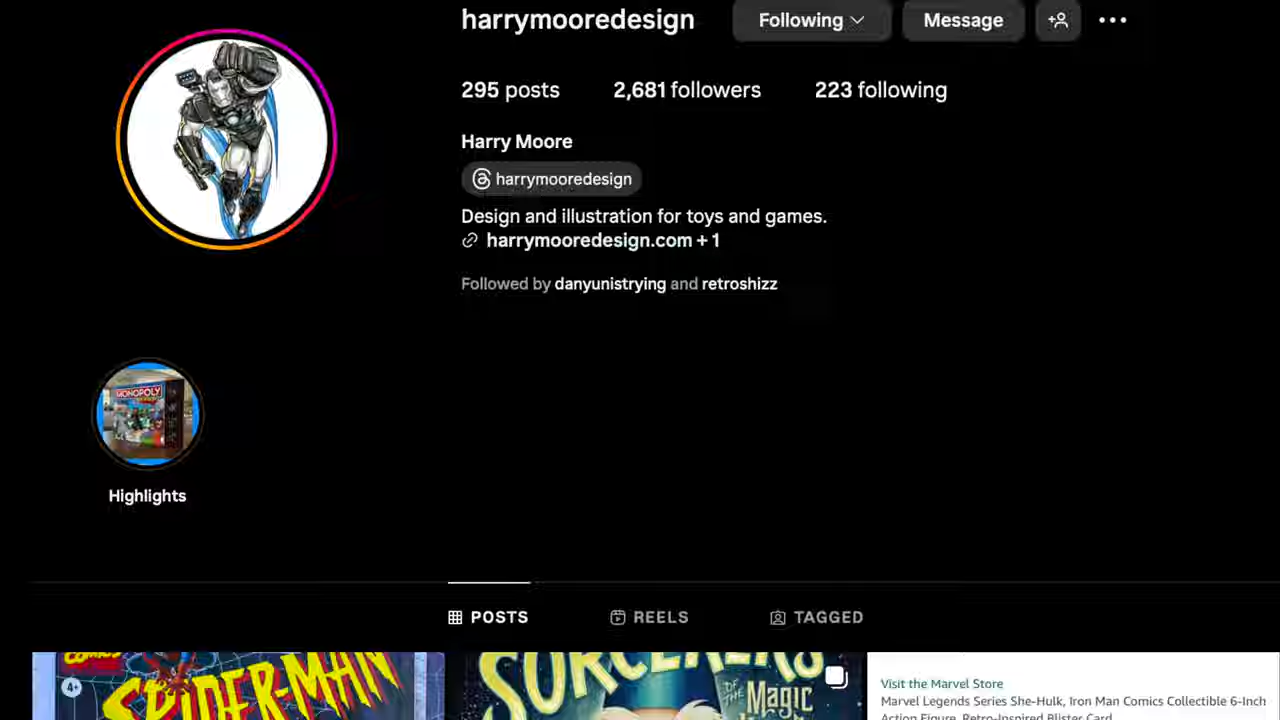 harrymooredesign Following Message
295 posts 2,681 followers 223 following
Harry Moore
harrymooredesign
Design and illustration for toys and games.
harrymooredesign.com + 1
Followed by danyunistrying and retroshizz
MONOPOLY
Highlights
POSTS REELS TAGGED
COMICS
4+
SPIDER-MAN
SORCERERS
OF THE
Magic
Visit the Marvel Store
Marvel Legends Series She-Hulk, Iron Man Comics Collectible 6-Inch
Action Figure, Retro-Inspired Blister Card